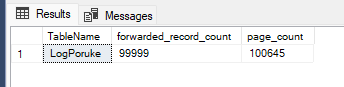 Results Messages
TableName forwarded_record_count page_count
1 LogPoruke 99999 100645